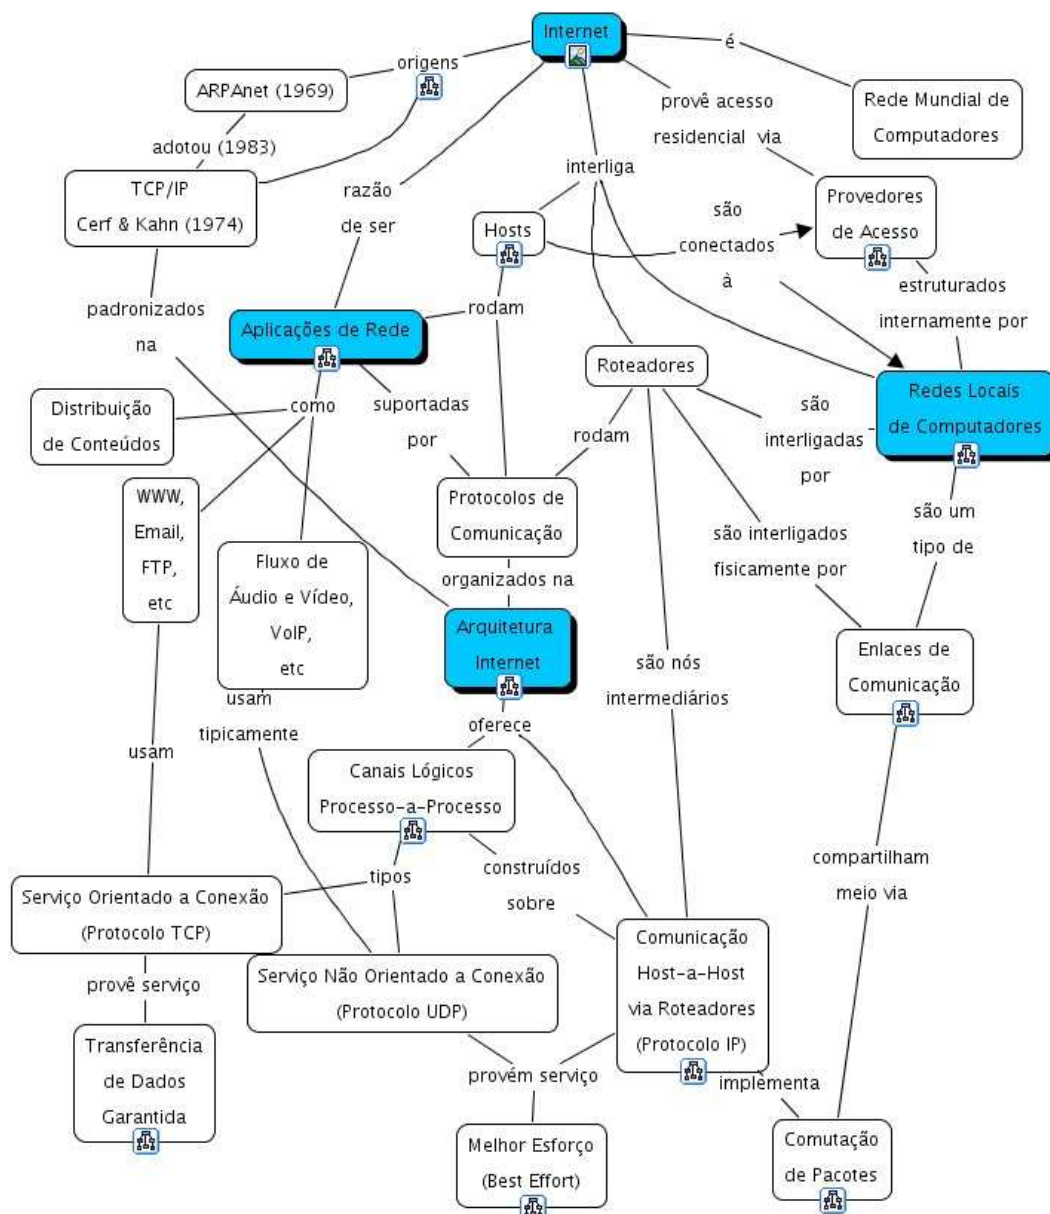 Internet
é
origens
ARPAnet (1969)
provê acesso
residencial via
Rede Mundial de
Computadores
adotou (1983)
interliga
TCP/IP
Cerf & Kahn (1974)
razão
de ser
Hosts
são
conectados
à
Provedores
de Acesso
padronizados
na
rodam
estruturados
internamente por
Aplicações de Rede
Roteadores
Redes Locais
de Computadores
Distribuição
de Conteúdos
como
suportadas
por
rodam
são
interligadas
por
WWW,
Email,
FTP,
etc
Protocolos de
Comunicação
são interligados
fisicamente por
são um
tipo de
Fluxo de
Áudio e Vídeo,
VoIP,
etc
organizados na
Arquitetura
Internet
são nós
intermediários
Enlaces de
Comunicação
usam
usam
tipicamente
oferece
Canais Lógicos
Processo-a-Processo
tipos
construídos
sobre
compartilham
meio via
Serviço Orientado a Conexão
(Protocolo TCP)
Serviço Não Orientado a Conexão
(Protocolo UDP)
Comunicação
Host-a-Host
via Roteadores
(Protocolo IP)
provê serviço
Transferência
de Dados
Garantida
provém serviço
implementa
Melhor Esforço
(Best Effort)
Comutação
de Pacotes